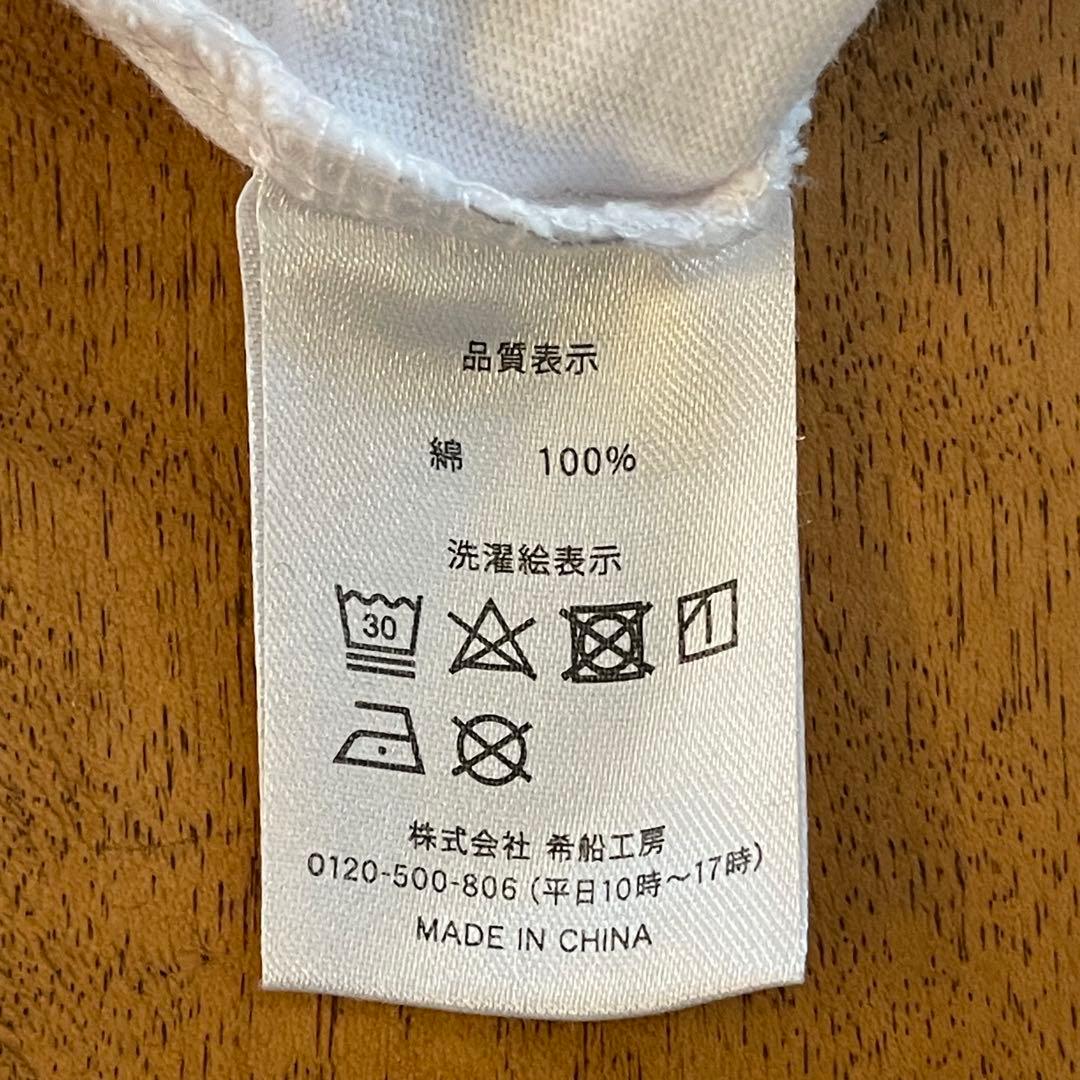 品質表示
綿 100%
洗濯絵表示
30
株式会社 希船工房
0120-500-806 (平日10時～17時)
MADE IN CHINA